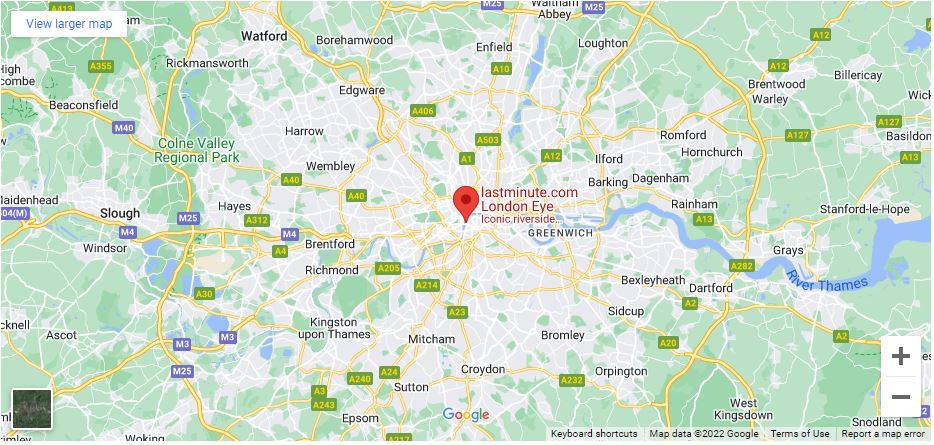 A413
M25
Waltham
Abbey
View larger map
Watford
Borehamwood
Enfield
Loughton
A12
Rickmansworth
A355
A10
A12
Brentwood
Billericay
High
Edgware
Warley
Beaconsfield
A406
M40
A503
Romford
A127
A127
Basildon
Harrow
Colne Valley
Regional Park
A1
A12
Ilford
Hornchurch
A13
Wembley
A40
A40
Barking
Dagenham
lastminute.com
London Eye
Iconic riverside...
Maidenhead
Slough
Hayes
A312
Rainham
A13
Stanford-le-Hope
M4
GREENWICH
Windsor
A4
Brentford
Grays
Richmond
A205
A282
A214
Bexleyheath
Dartford
River Thames
A30
A2
A23
Sidcup
Ascot
M3
M3
Kingston
upon Thames
Mitcham
Bromley
A20
A2
M25
Croydon
Orpington
A240
A24
A232
Sutton
A3
A243
Epsom
West
Kingsdown
Snodland
Woking
A217
Google
Keyboard shortcuts
Map data ©2022 Google
Terms of Use
Report a map error